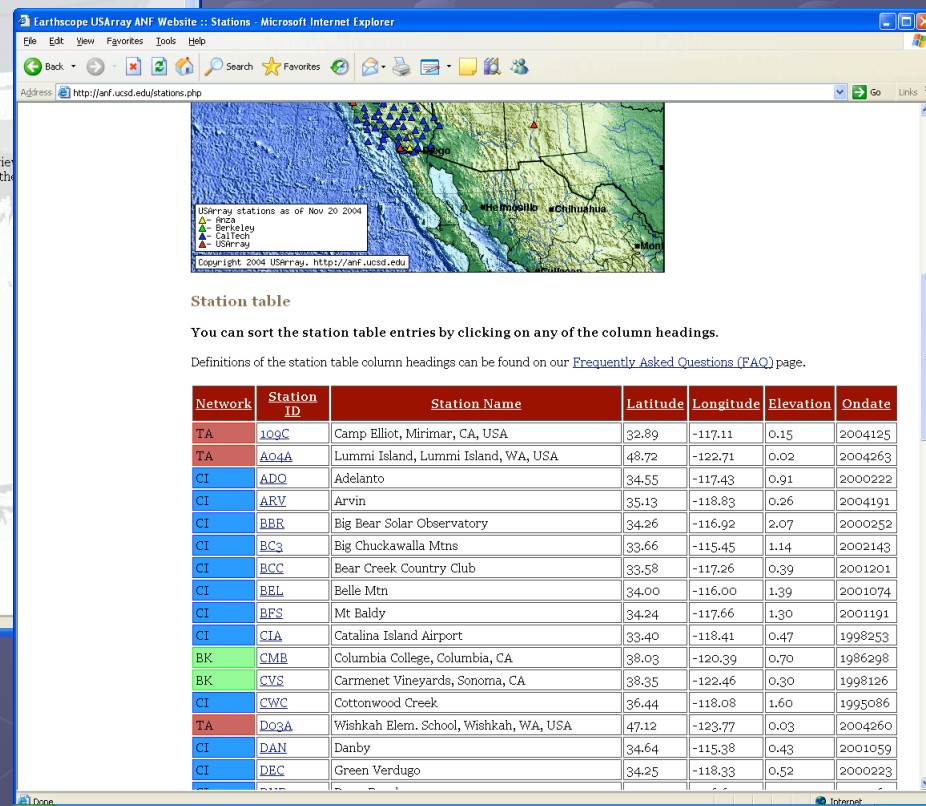 Earthscope USArray ANF Website :: Stations - Microsoft Internet Explorer
File Edit View Favorites Tools Help
Back Search Favorites
Address http://anf.ucsd.edu/stations.php Go Links
Hermosillo Chihuahua
USArray stations as of Nov 20 2004
- Anza
- Berkeley
- CalTech
- USArray
Copyright 2004 USArray. http://anf.ucsd.edu
Station table
You can sort the station table entries by clicking on any of the column headings.
Definitions of the station table column headings can be found on our Frequently Asked Questions (FAQ) page.
Network Station ID Station Name Latitude Longitude Elevation Ondate
TA 109C Camp Elliot, Mirimar, CA, USA 32.89 -117.11 0.15 2004125
TA A04A Lummi Island, Lummi Island, WA, USA 48.72 -122.71 0.02 2004263
CI ADO Adelanto 34.55 -117.43 0.91 2000222
CI ARV Arvin 35.13 -118.83 0.26 2004191
CI BBR Big Bear Solar Observatory 34.26 -116.92 2.07 2000252
CI BC3 Big Chuckawalla Mtns 33.66 -115.45 1.14 2002143
CI BCC Bear Creek Country Club 33.58 -117.26 0.39 2001201
CI BEL Belle Mtn 34.00 -116.00 1.39 2001074
CI BFS Mt Baldy 34.24 -117.66 1.30 2001191
CI CIA Catalina Island Airport 33.40 -118.41 0.47 1998253
BK CMB Columbia College, Columbia, CA 38.03 -120.39 0.70 1986298
BK CVS Carmenet Vineyards, Sonoma, CA 38.35 -122.46 0.30 1998126
CI CWC Cottonwood Creek 36.44 -118.08 1.60 1995086
TA D03A Wishkah Elem. School, Wishkah, WA, USA 47.12 -123.77 0.03 2004260
CI DAN Danby 34.64 -115.38 0.43 2001059
CI DEC Green Verdugo 34.25 -118.33 0.52 2000223
Done Internet